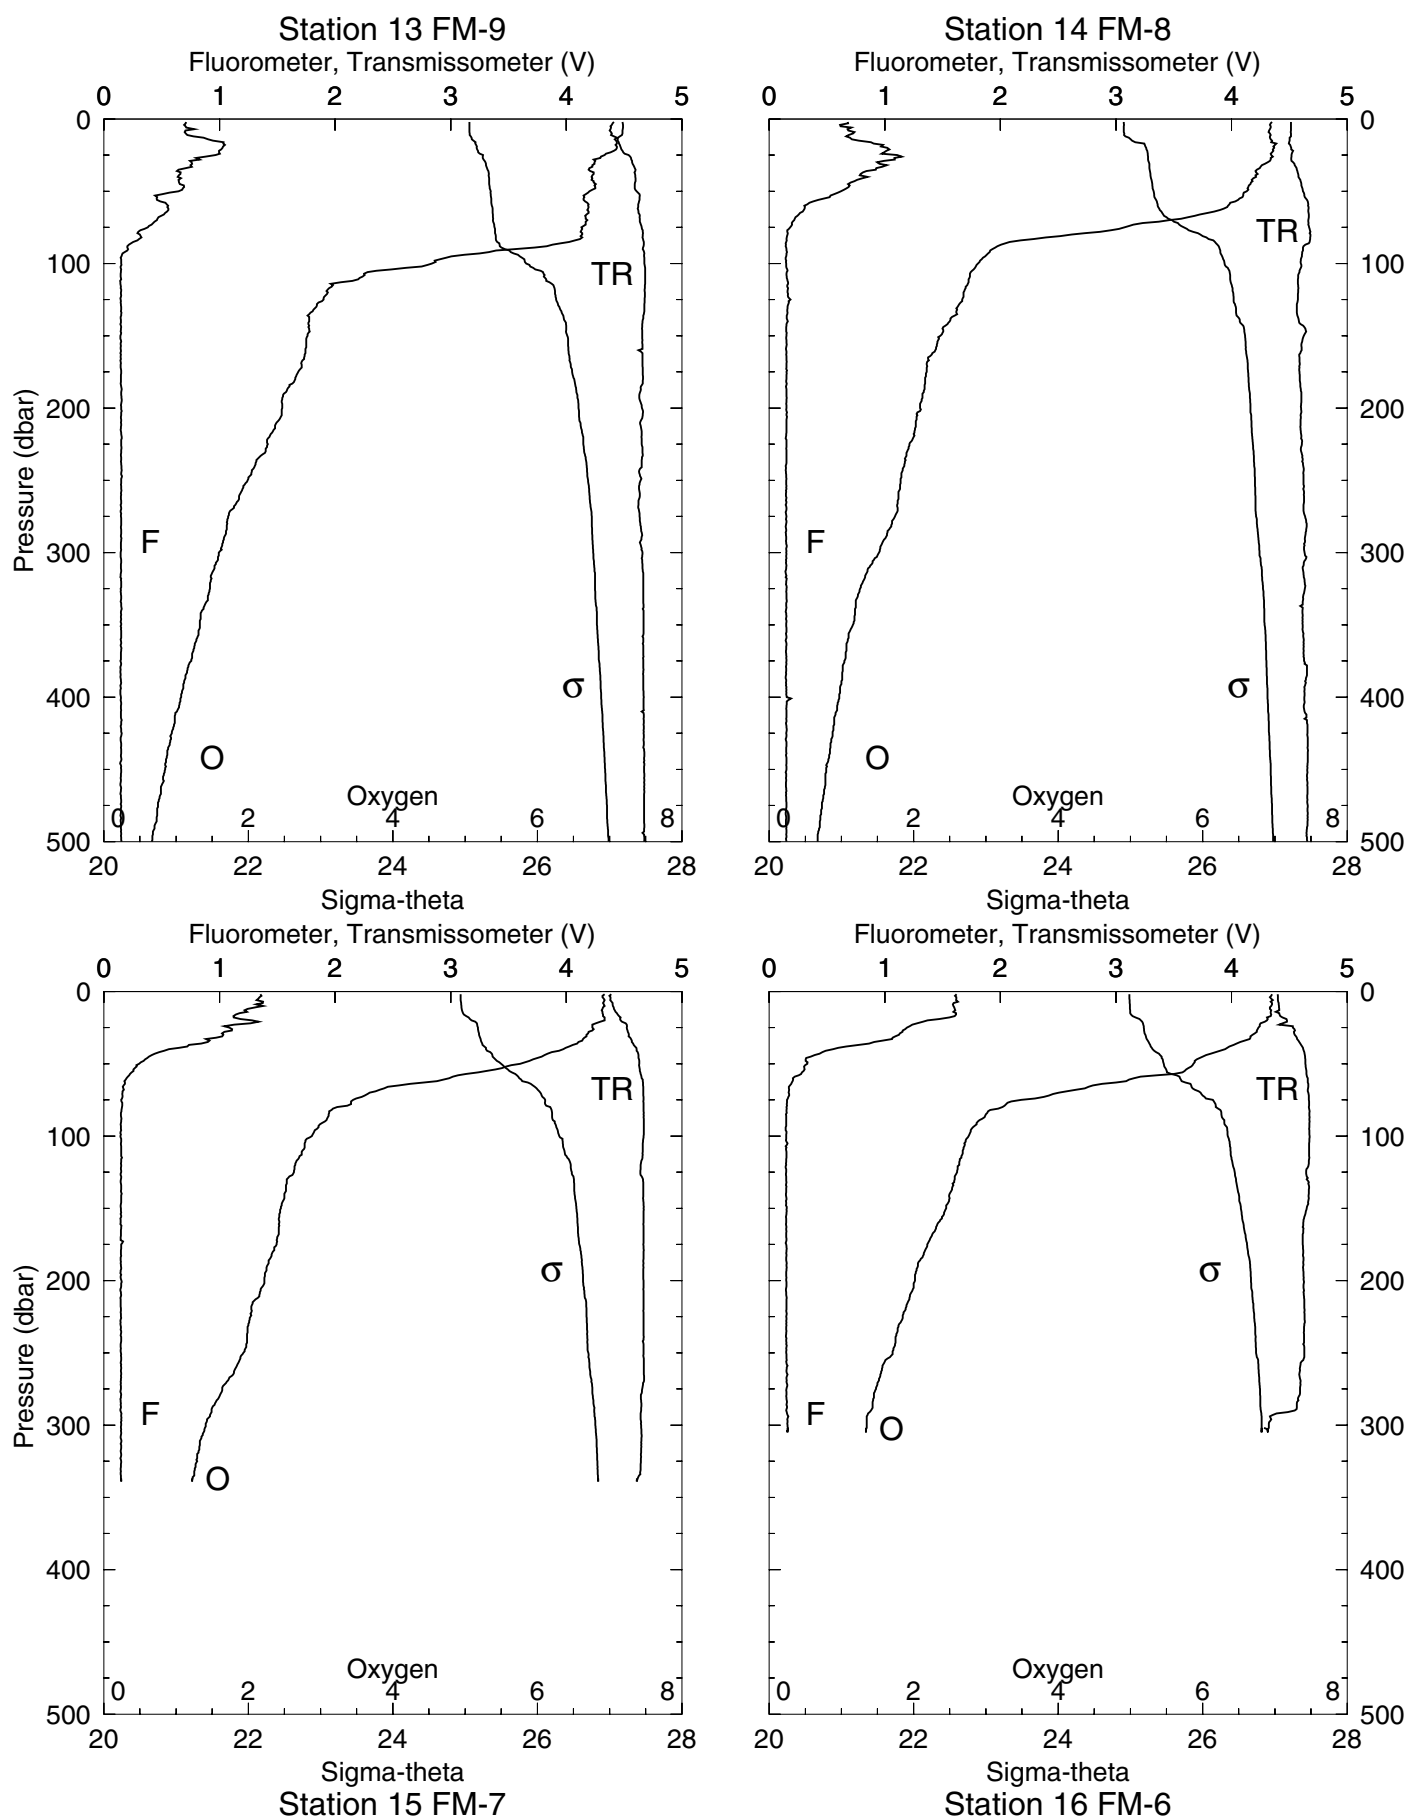 Station 13 FM-9
Fluorometer, Transmissometer (V)
0 1 2 3 4 5
0
100
200
300
400
500
Pressure (dbar)
TR
F
σ
O
Oxygen
0 2 4 6 8
20 22 24 26 28
Sigma-theta
Station 14 FM-8
Fluorometer, Transmissometer (V)
0 1 2 3 4 5
0
100
200
300
400
500
TR
F
σ
O
Oxygen
0 2 4 6 8
20 22 24 26 28
Sigma-theta
Fluorometer, Transmissometer (V)
0 1 2 3 4 5
0
100
200
300
400
500
Pressure (dbar)
TR
σ
F
O
Oxygen
0 2 4 6 8
20 22 24 26 28
Sigma-theta
Station 15 FM-7
Fluorometer, Transmissometer (V)
0 1 2 3 4 5
0
100
200
300
400
500
TR
σ
F
O
Oxygen
0 2 4 6 8
20 22 24 26 28
Sigma-theta
Station 16 FM-6